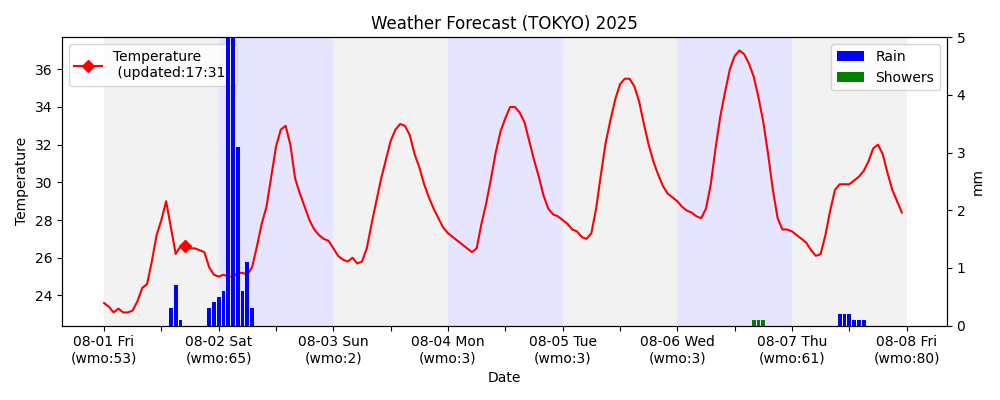 Weather Forecast (TOKYO) 2025
Temperature
(updated:17:31
Rain
Showers
Temperature
36
34
32
30
28
26
24
5
4
3
2
1
0
mm
08-01 Fri
(wmo:53)
08-02 Sat
(wmo:65)
08-03 Sun
(wmo:2)
08-04 Mon
(wmo:3)
08-05 Tue
(wmo:3)
08-06 Wed
(wmo:3)
08-07 Thu
(wmo:61)
08-08 Fri
(wmo:80)
Date